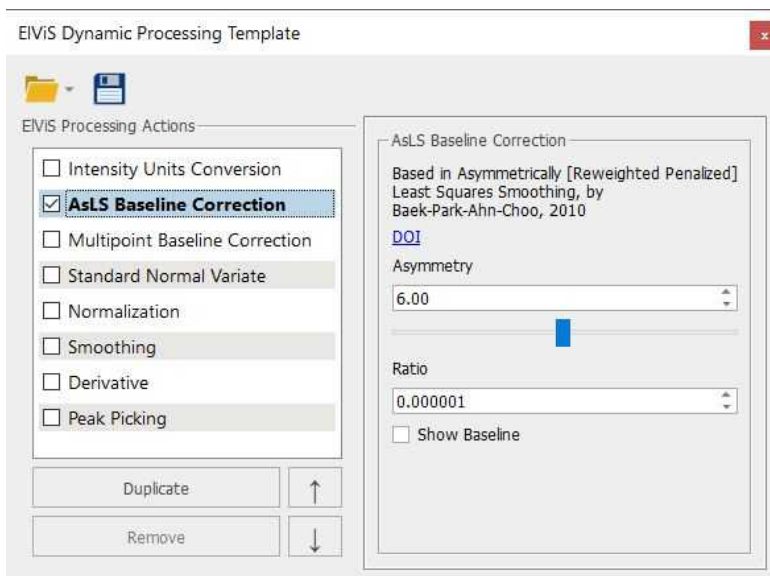 ElViS Dynamic Processing Template
x
ElViS Processing Actions
Intensity Units Conversion
AsLS Baseline Correction
Multipoint Baseline Correction
Standard Normal Variate
Normalization
Smoothing
Derivative
Peak Picking
Duplicate
↑
Remove
↓
AsLS Baseline Correction
Based in Asymmetrically [Reweighted Penalized]
Least Squares Smoothing, by
Baek-Park-Ahn-Choo, 2010
DOI
Asymmetry
6.00
Ratio
0.000001
Show Baseline